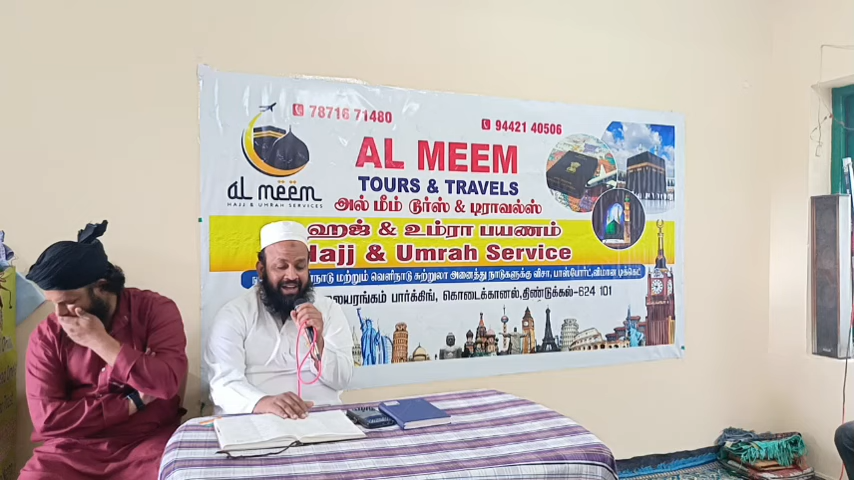 78716 71480
94421 40506
AL MEEM
TOURS & TRAVELS
al meem
HAJJ & UMRAH SERVICES
அல் மீம் டூர்ஸ் & டிராவல்ஸ்
ஹஜ் & உம்ரா பயணம்
Hajj & Umrah Service
மற்றும் வெளிநாடு சுற்றுலா அனைத்து நாடுகளுக்கு விசா, பாஸ்போர்ட், விமான டிக்கெட்
பார்க்கிங், கொடைக்கானல், திண்டுக்கல்-624 101